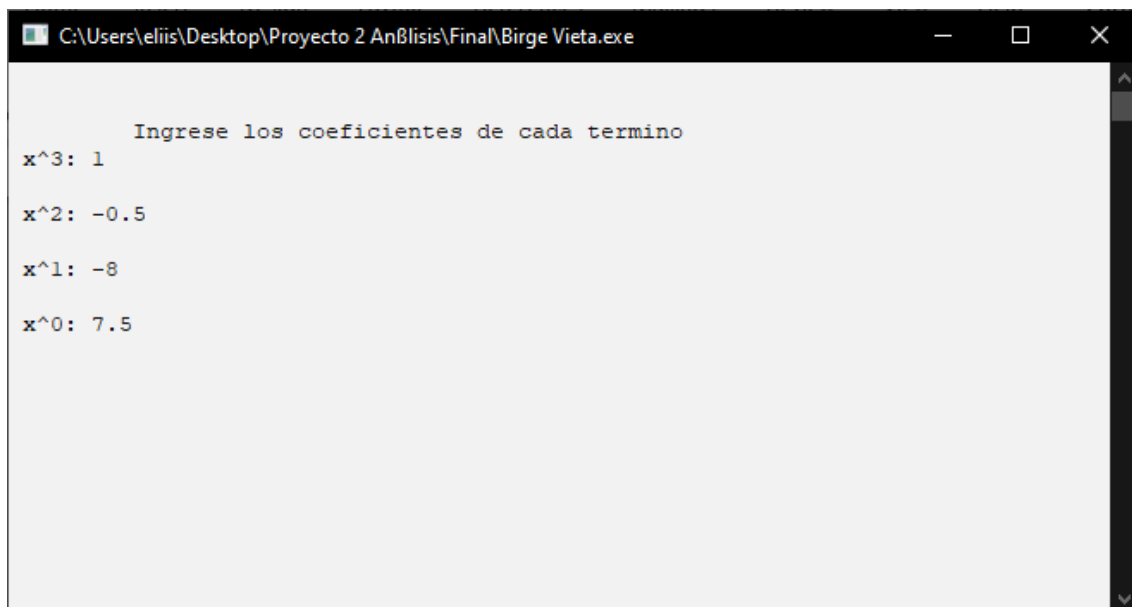 C:\Users\eliis\Desktop\Proyecto 2 Anßlisis\Final\Birge Vieta.exe
Ingrese los coeficientes de cada termino
x^3: 1
x^2: -0.5
x^1: -8
x^0: 7.5